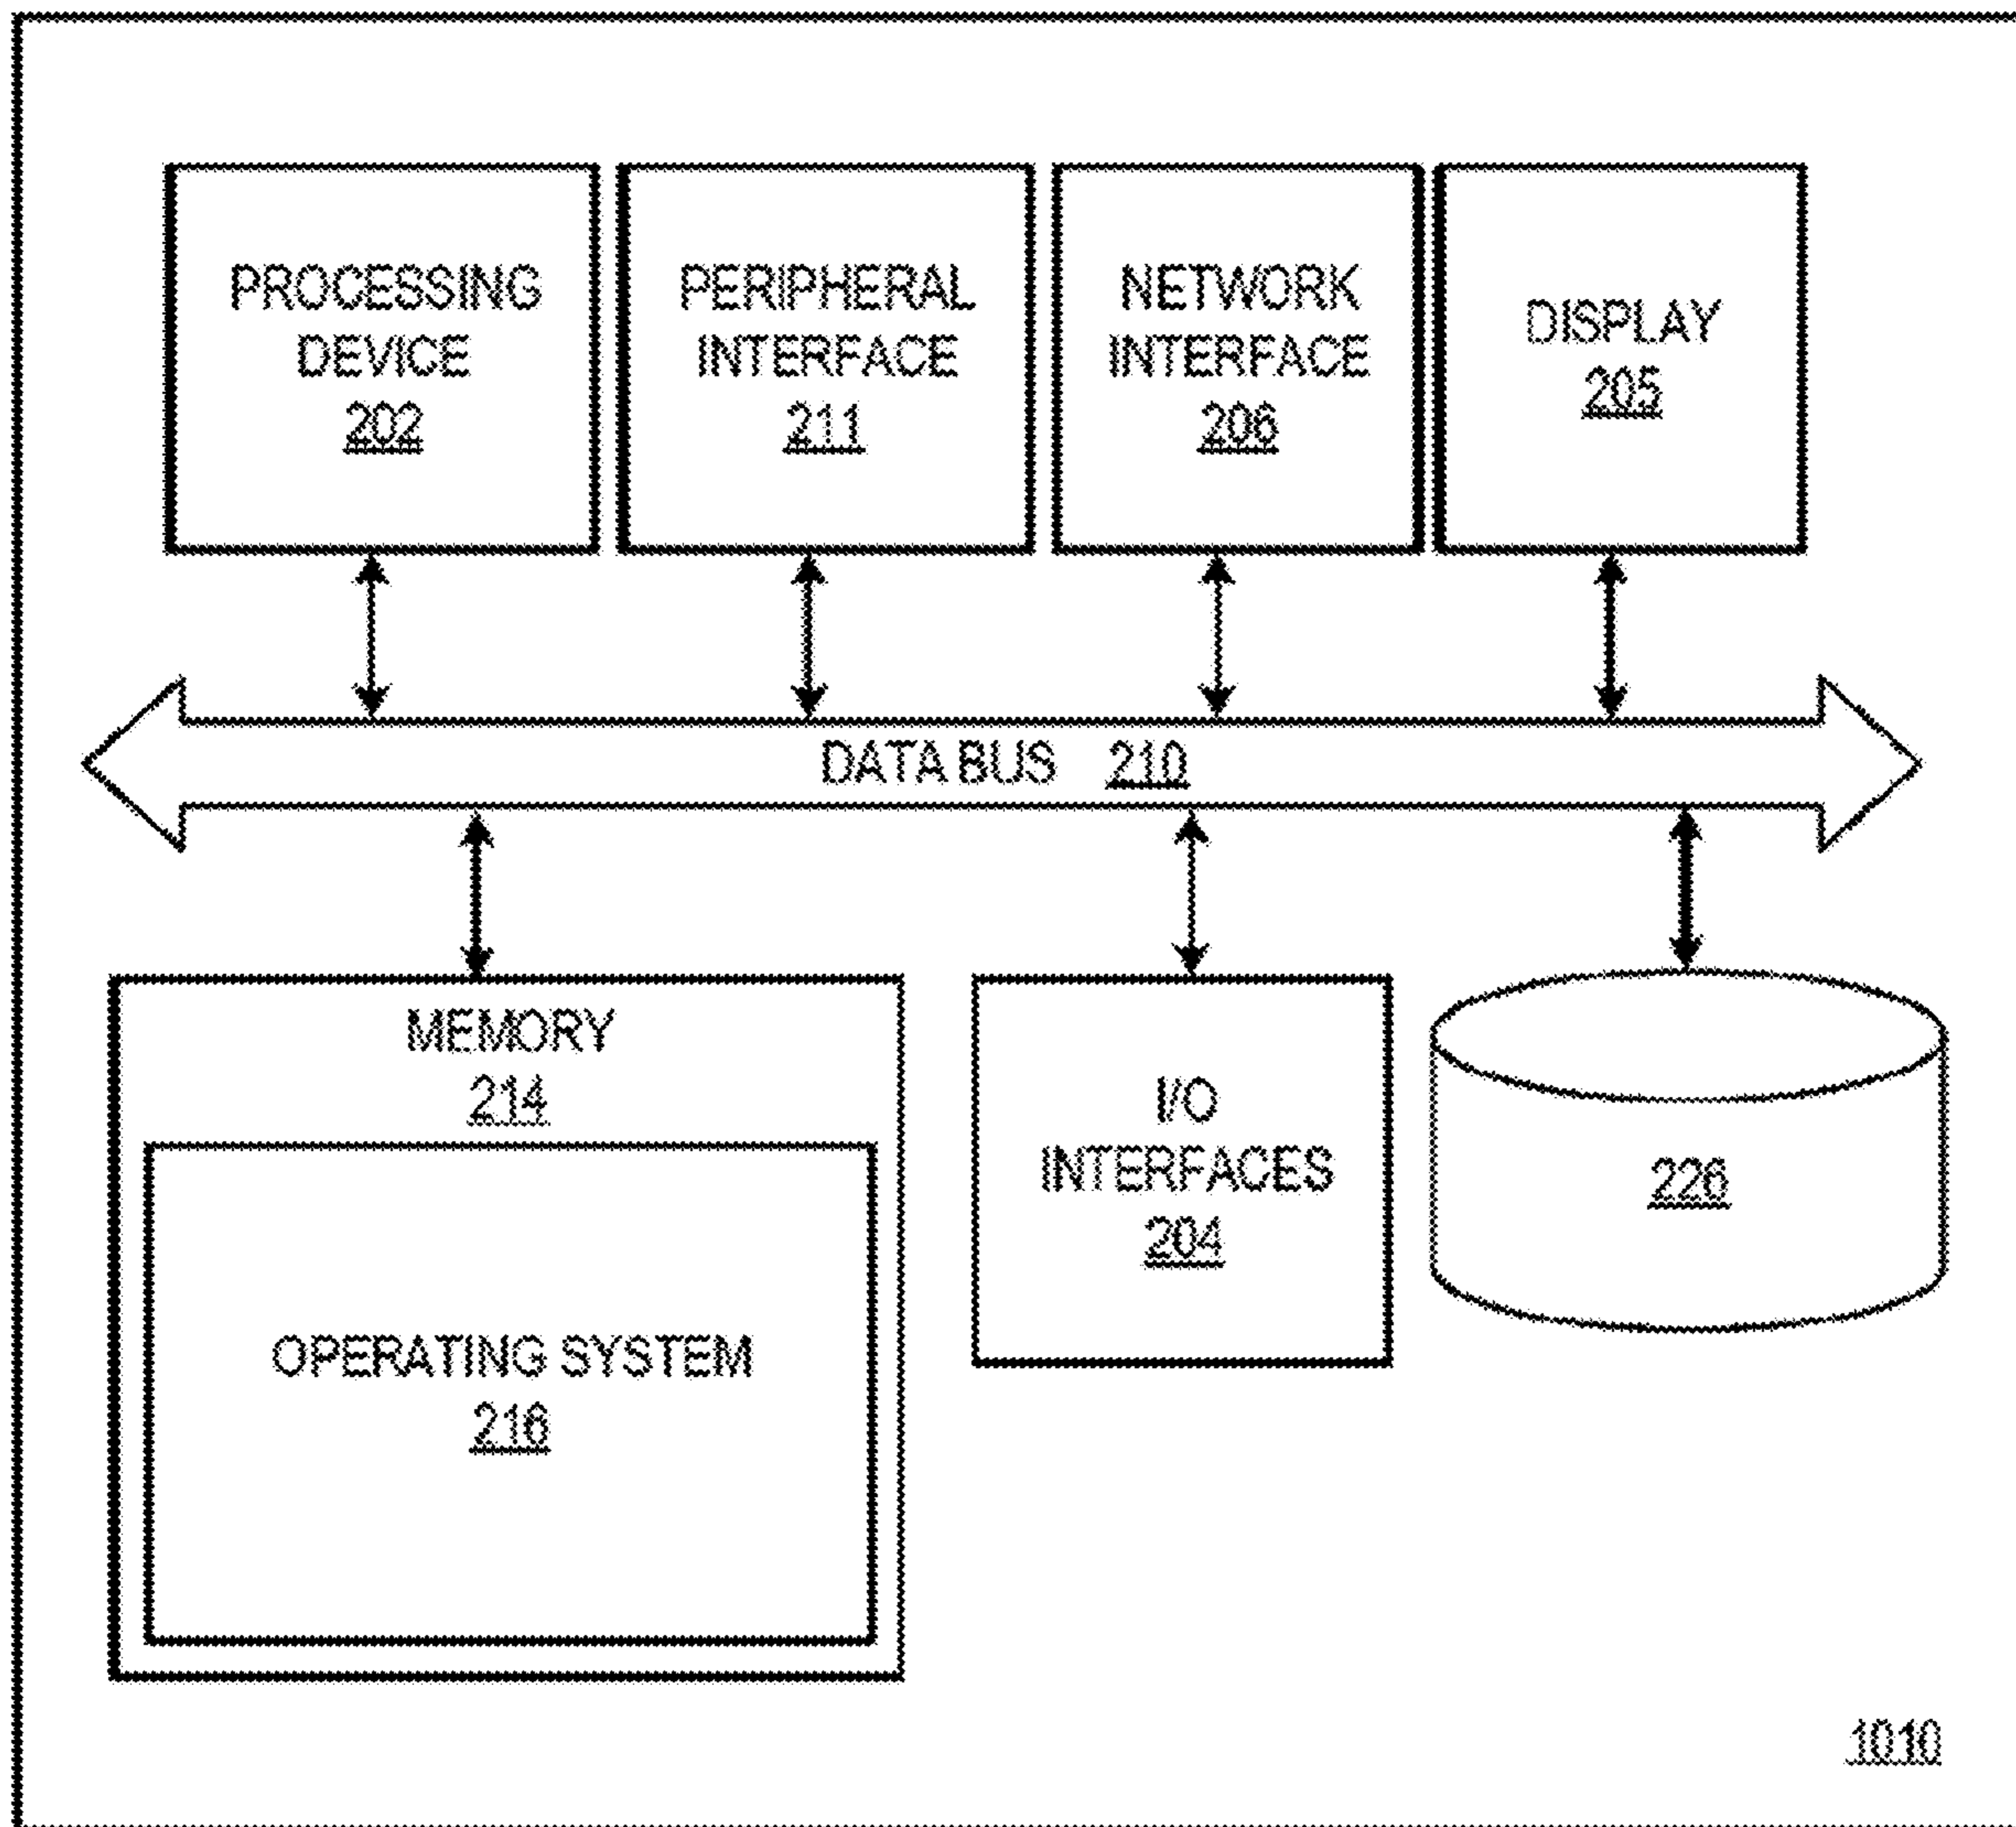 PROCESSING
DEVICE
202
PERIPHERAL
INTERFACE
211
NETWORK
INTERFACE
206
DISPLAY
205
DATA BUS 210
MEMORY
214
OPERATING SYSTEM
216
I/O
INTERFACES
204
226
1010